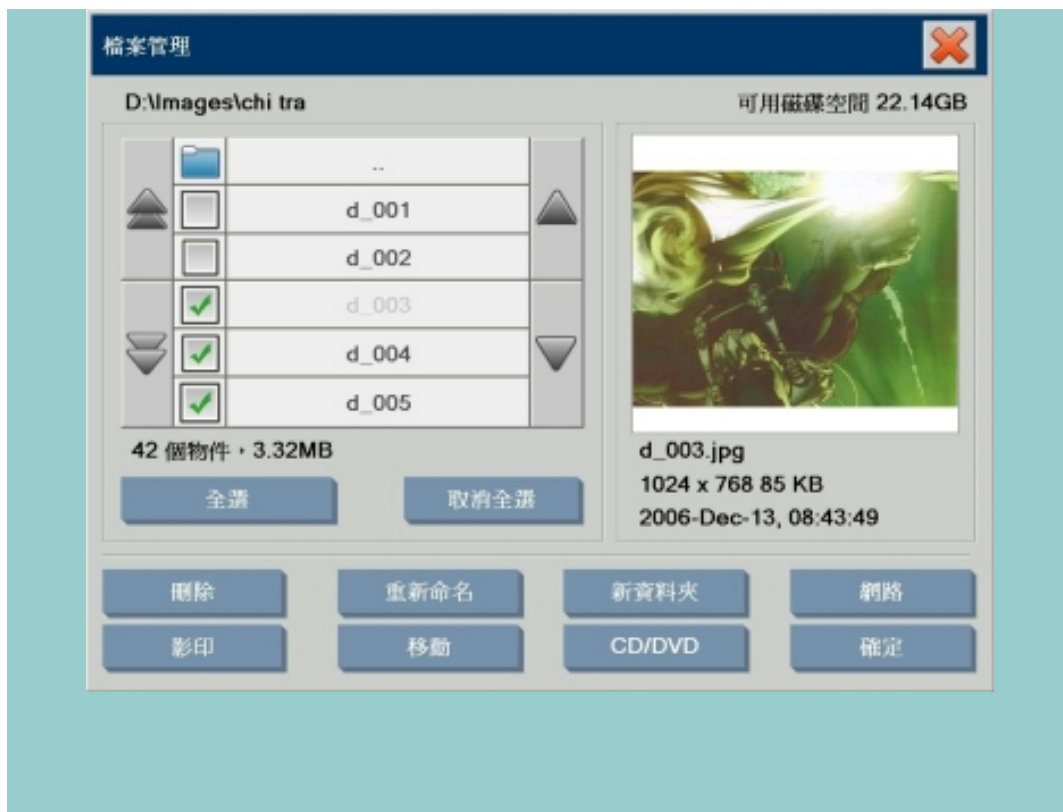 檔案管理
D:\Images\chi tra
可用磁碟空間 22.14GB
..
d_001
d_002
d_003
d_004
d_005
42 個物件，3.32MB
全選
取消全選
d_003.jpg
1024 x 768 85 KB
2006-Dec-13, 08:43:49
刪除
重新命名
新資料夾
網路
影印
移動
CD/DVD
確定